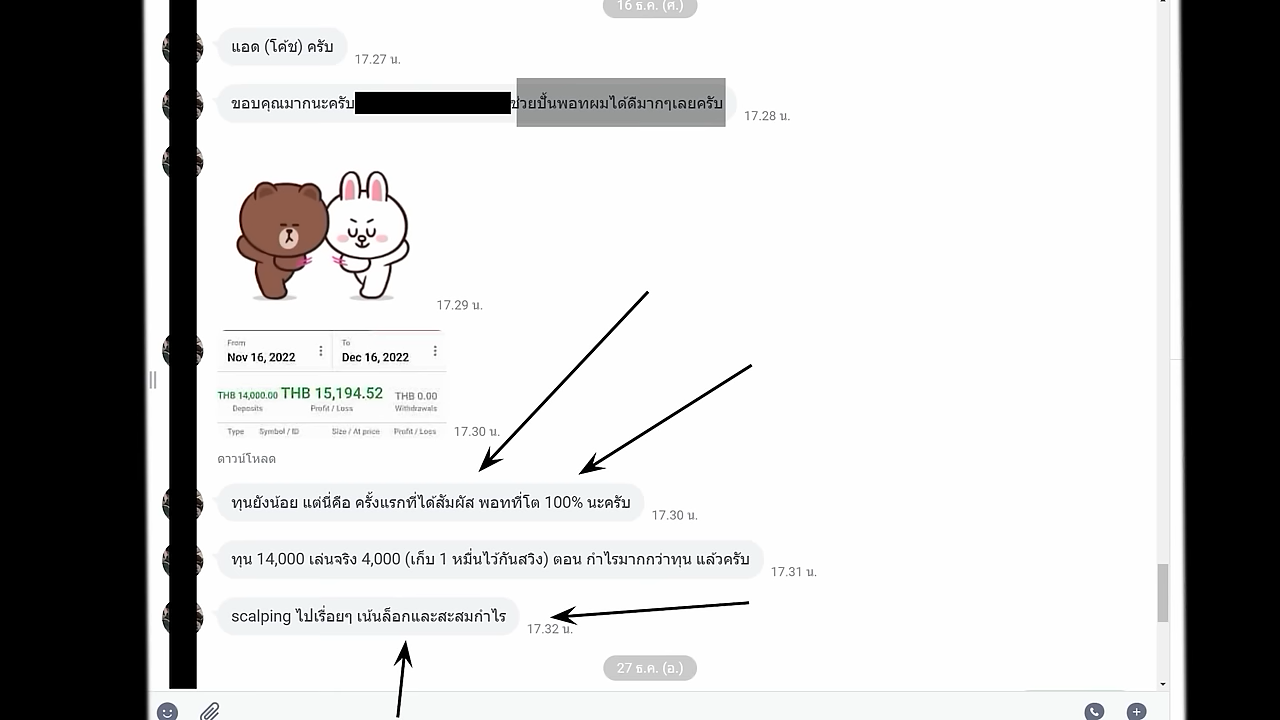 16 ธ.ค. (ศ.)
แอด (โค้ช) ครับ
17.27 น.
ขอบคุณมากนะครับ ช่วยปั้นพอทผมได้ดีมากๆเลยครับ
17.28 น.
17.29 น.
From
To
Nov 16, 2022
Dec 16, 2022
THB 14,000.00 THB 15,194.52 THB 0.00
Deposits Profit / Loss Withdrawals
Type Symbol / ID Size / At price Profit / Loss
17.30 น.
ดาวน์โหลด
ทุนยังน้อย แต่นี่คือ ครั้งแรกที่ได้สัมผัส พอทที่โต 100% นะครับ
17.30 น.
ทุน 14,000 เล่นจริง 4,000 (เก็บ 1 หมื่นไว้กันสวิง) ตอน กำไรมากกว่าทุน แล้วครับ
17.31 น.
scalping ไปเรื่อยๆ เน้นล็อกและสะสมกำไร
17.32 น.
27 ธ.ค. (อ.)